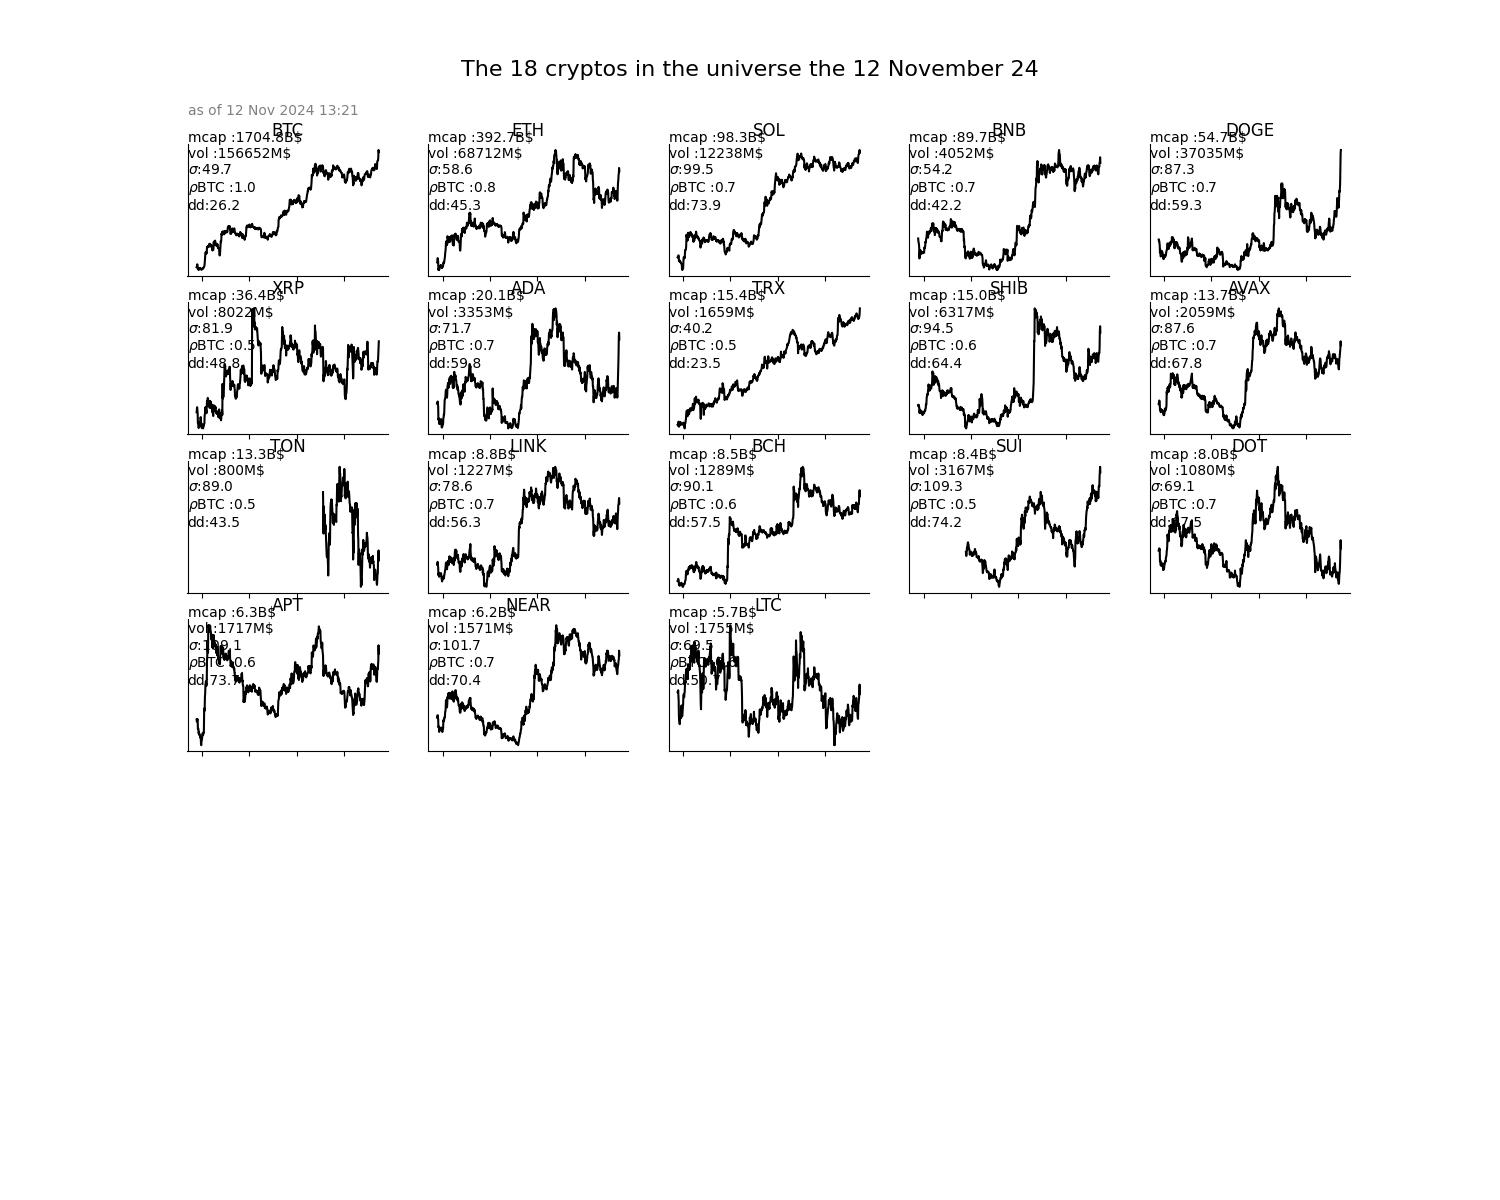 The 18 cryptos in the universe the 12 November 24
as of 12 Nov 2024 13:21
BTC
mcap :1704.8B$
vol :156652M$
σ:49.7
ρBTC :1.0
dd:26.2
ETH
mcap :392.7B$
vol :68712M$
σ:58.6
ρBTC :0.8
dd:45.3
SOL
mcap :98.3B$
vol :12238M$
σ:99.5
ρBTC :0.7
dd:73.9
BNB
mcap :89.7B$
vol :4052M$
σ:54.2
ρBTC :0.7
dd:42.2
DOGE
mcap :54.7B$
vol :37035M$
σ:87.3
ρBTC :0.7
dd:59.3
XRP
mcap :36.4B$
vol :8022M$
σ:81.9
ρBTC :0.5
dd:48.8
ADA
mcap :20.1B$
vol :3353M$
σ:71.7
ρBTC :0.7
dd:59.8
TRX
mcap :15.4B$
vol :1659M$
σ:40.2
ρBTC :0.5
dd:23.5
SHIB
mcap :15.0B$
vol :6317M$
σ:94.5
ρBTC :0.6
dd:64.4
AVAX
mcap :13.7B$
vol :2059M$
σ:87.6
ρBTC :0.7
dd:67.8
TON
mcap :13.3B$
vol :800M$
σ:89.0
ρBTC :0.5
dd:43.5
LINK
mcap :8.8B$
vol :1227M$
σ:78.6
ρBTC :0.7
dd:56.3
BCH
mcap :8.5B$
vol :1289M$
σ:90.1
ρBTC :0.6
dd:57.5
SUI
mcap :8.4B$
vol :3167M$
σ:109.3
ρBTC :0.5
dd:74.2
DOT
mcap :8.0B$
vol :1080M$
σ:69.1
ρBTC :0.7
APT
mcap :6.3B$
vol :1717M$
σ:109.1
ρBTC :0.6
NEAR
mcap :6.2B$
vol :1571M$
σ:101.7
ρBTC :0.7
dd:70.4
LTC
mcap :5.7B$
vol :1755M$
σ:69.5